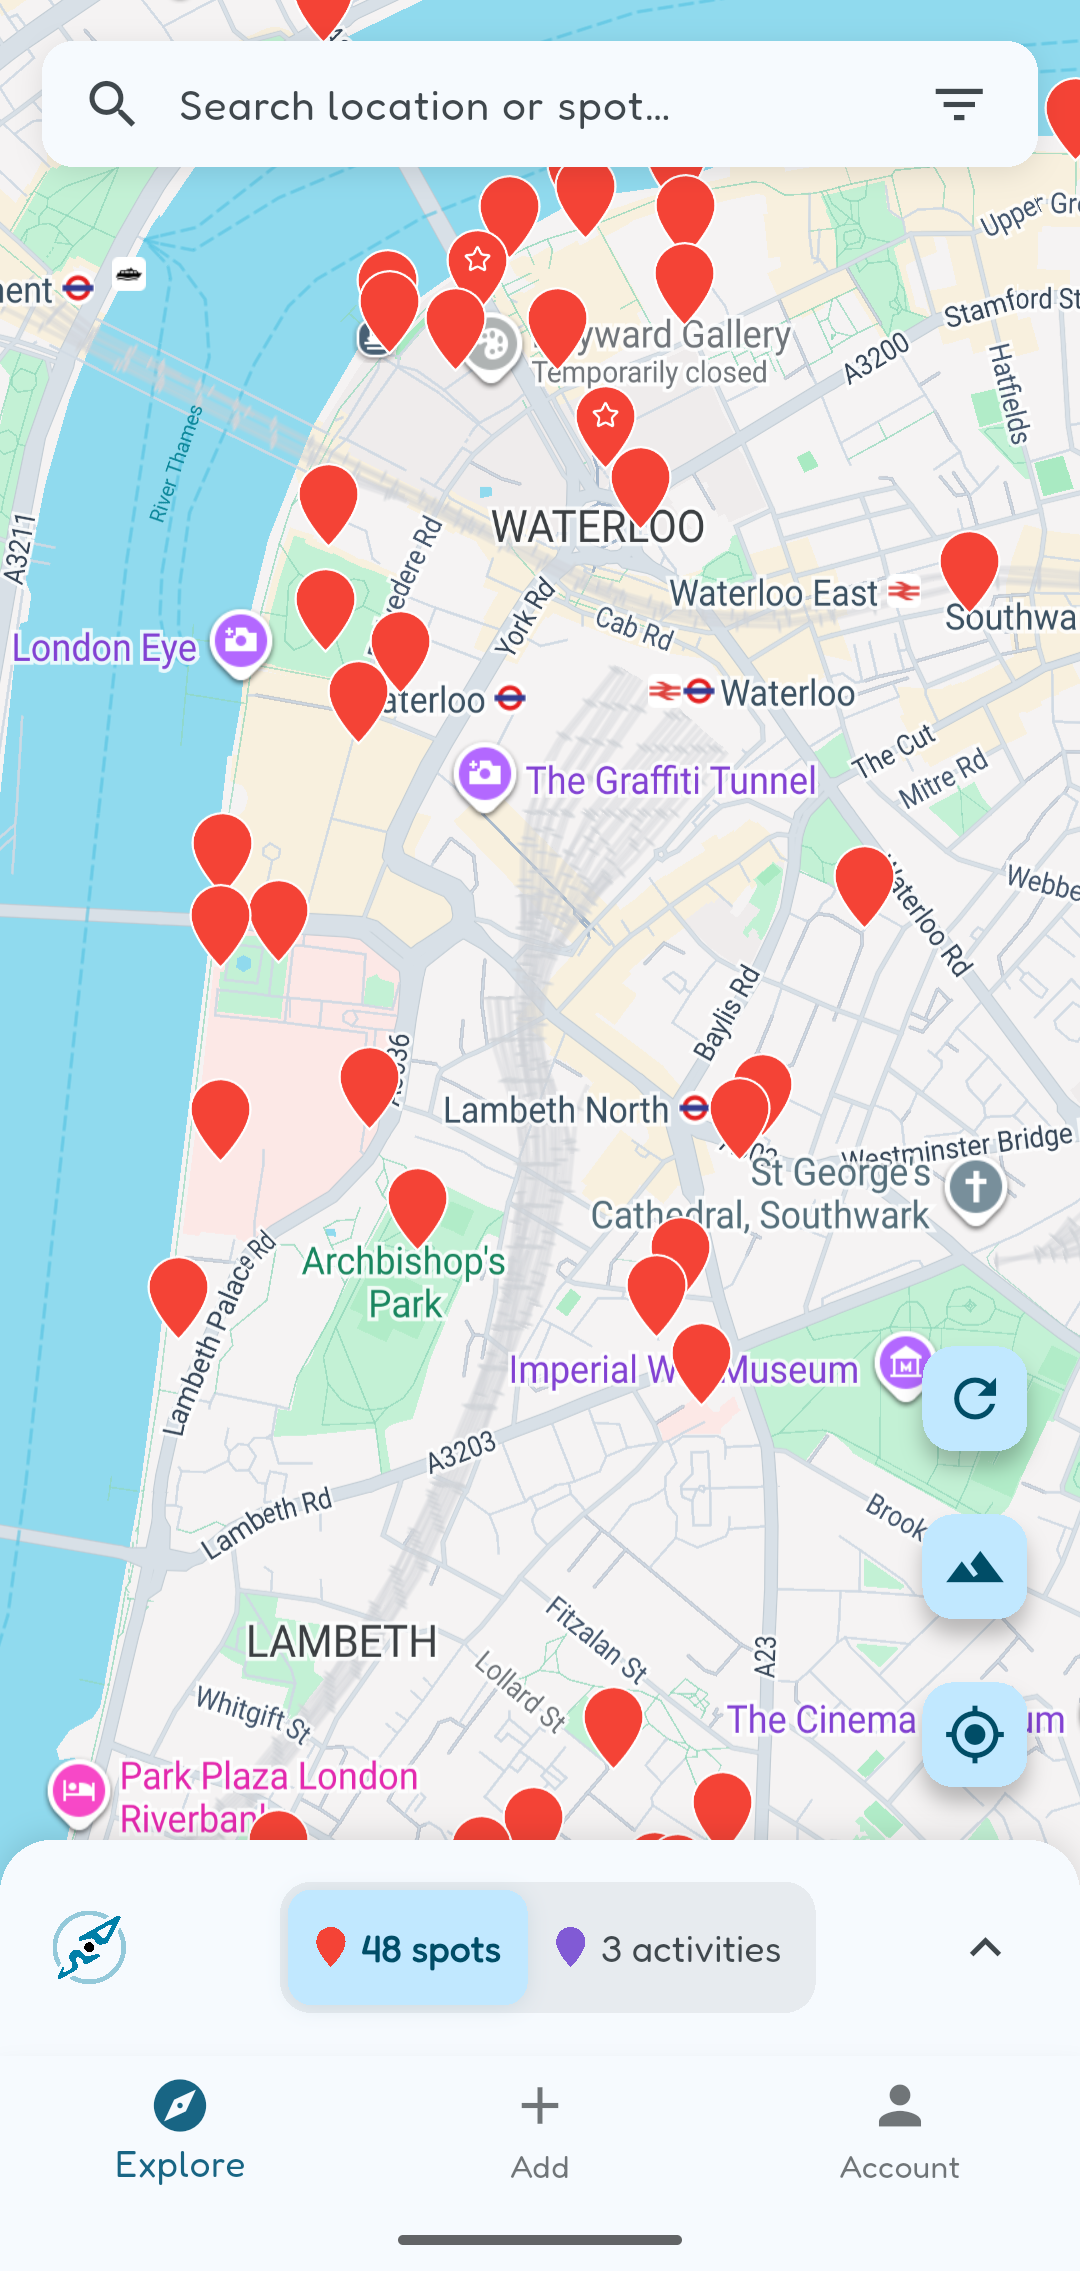 Search location or spot...
Upper Gr
Stamford St
A3200
Hatfields
yward Gallery
Temporarily closed
River Thames
A3211
WATERLOO
Waterloo East
Southwa
Cab Rd
York Rd
edere Rd
London Eye
aterloo
Waterloo
The Cut
Mitre Rd
The Graffiti Tunnel
Webbe
Waterloo Rd
Baylis Rd
Lambeth North
Westminster Bridge
St George's
Cathedral, Southwark
Archbishop's
Park
Lambeth Palace Rd
Imperial W Museum
A3203
Lambeth Rd
Brook
Fitzalan St
LAMBETH
A23
Lollard St
Whitgift St
The Cinema um
Park Plaza London
Riverban
48 spots
3 activities
Explore
Add
Account